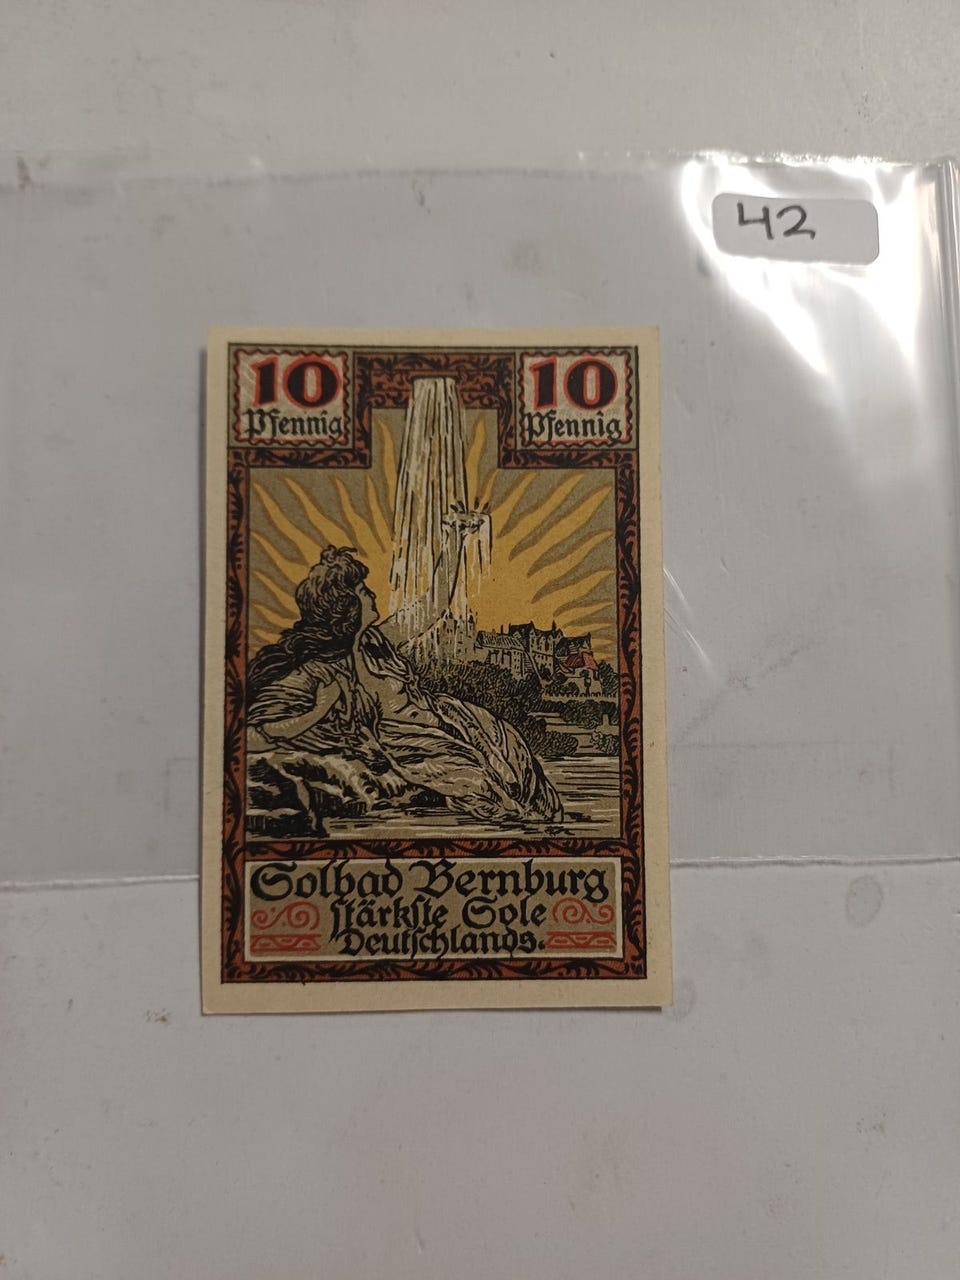 42
10 10
Pfennig Pfennig
Solbad Bernburg
stärkste Sole
Deutschlands.